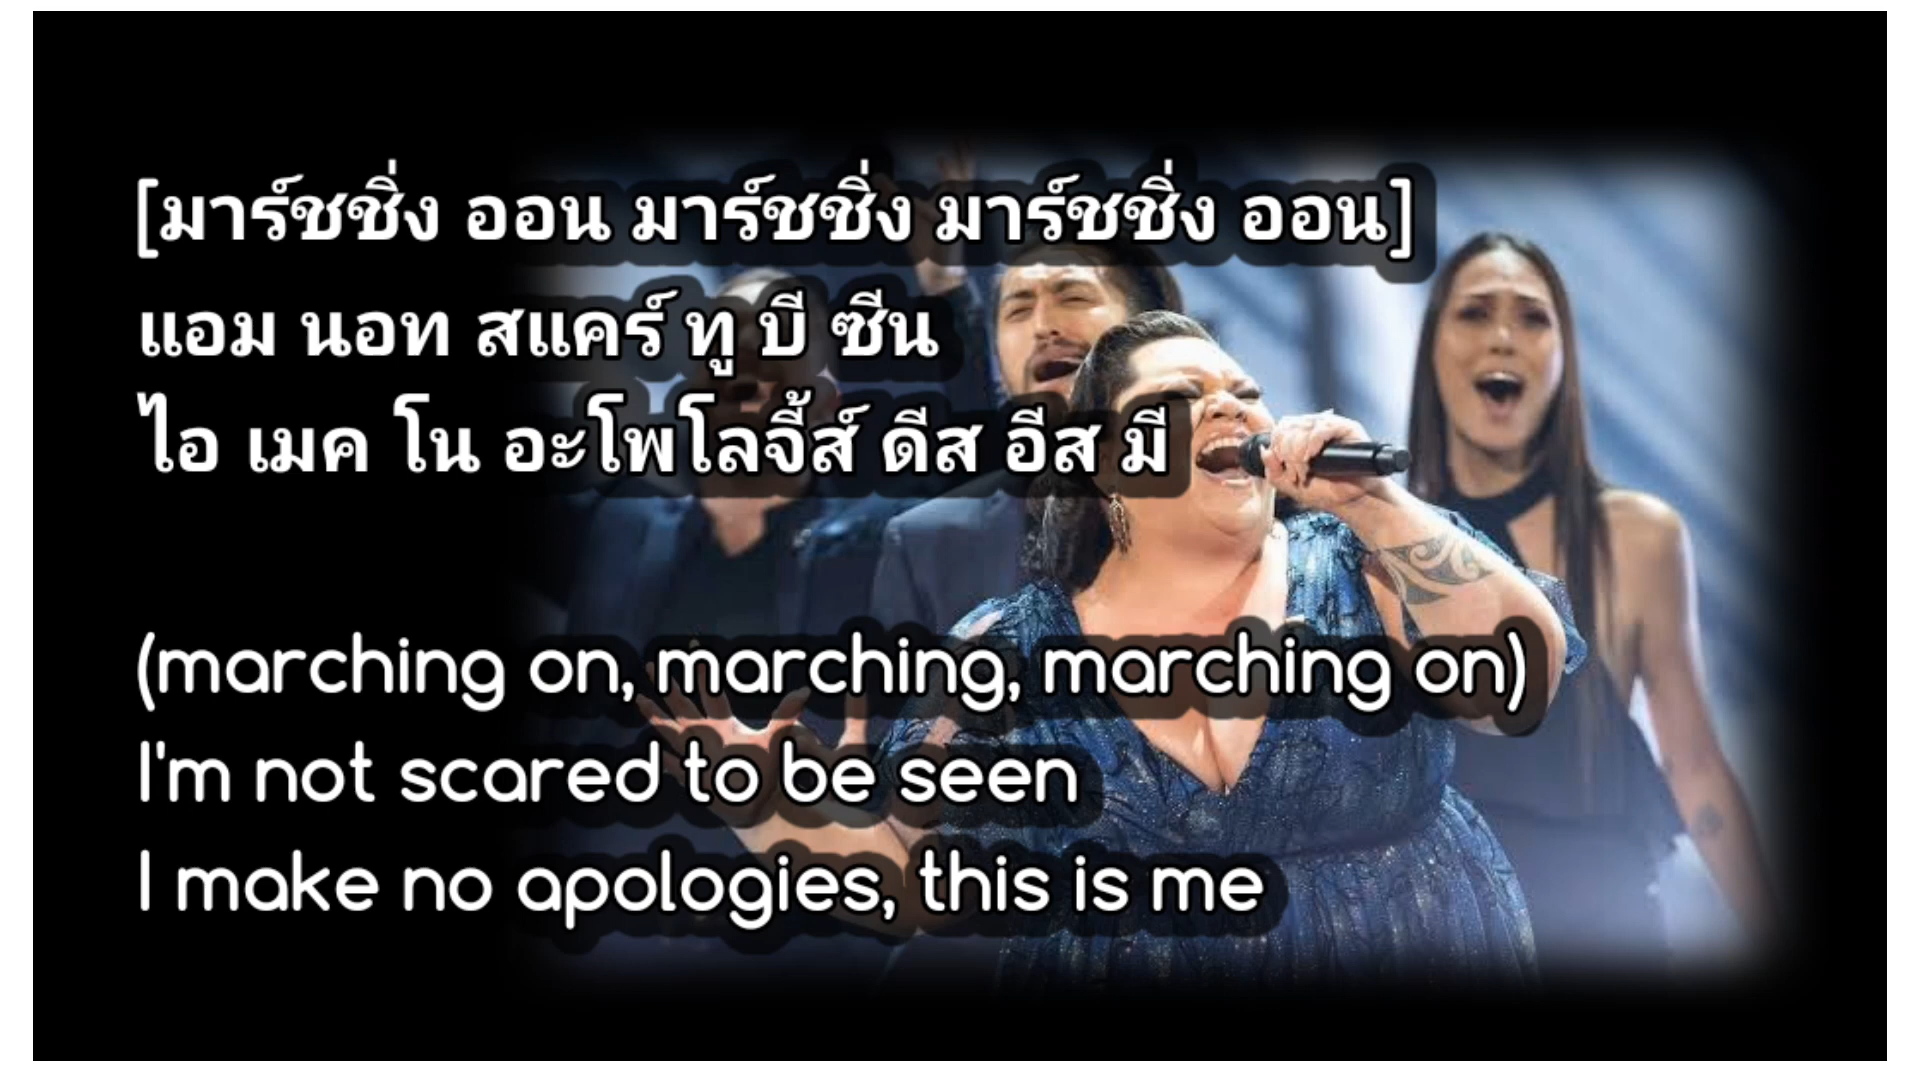 [มาร์ชชิ่ง ออน มาร์ชชิ่ง มาร์ชชิ่ง ออน]
แอม นอท สแคร์ ทู บี ซีน
ไอ เมค โน อะโพโลจี้ส์ ดีส อีส มี
(marching on, marching, marching on)
I'm not scared to be seen
I make no apologies, this is me